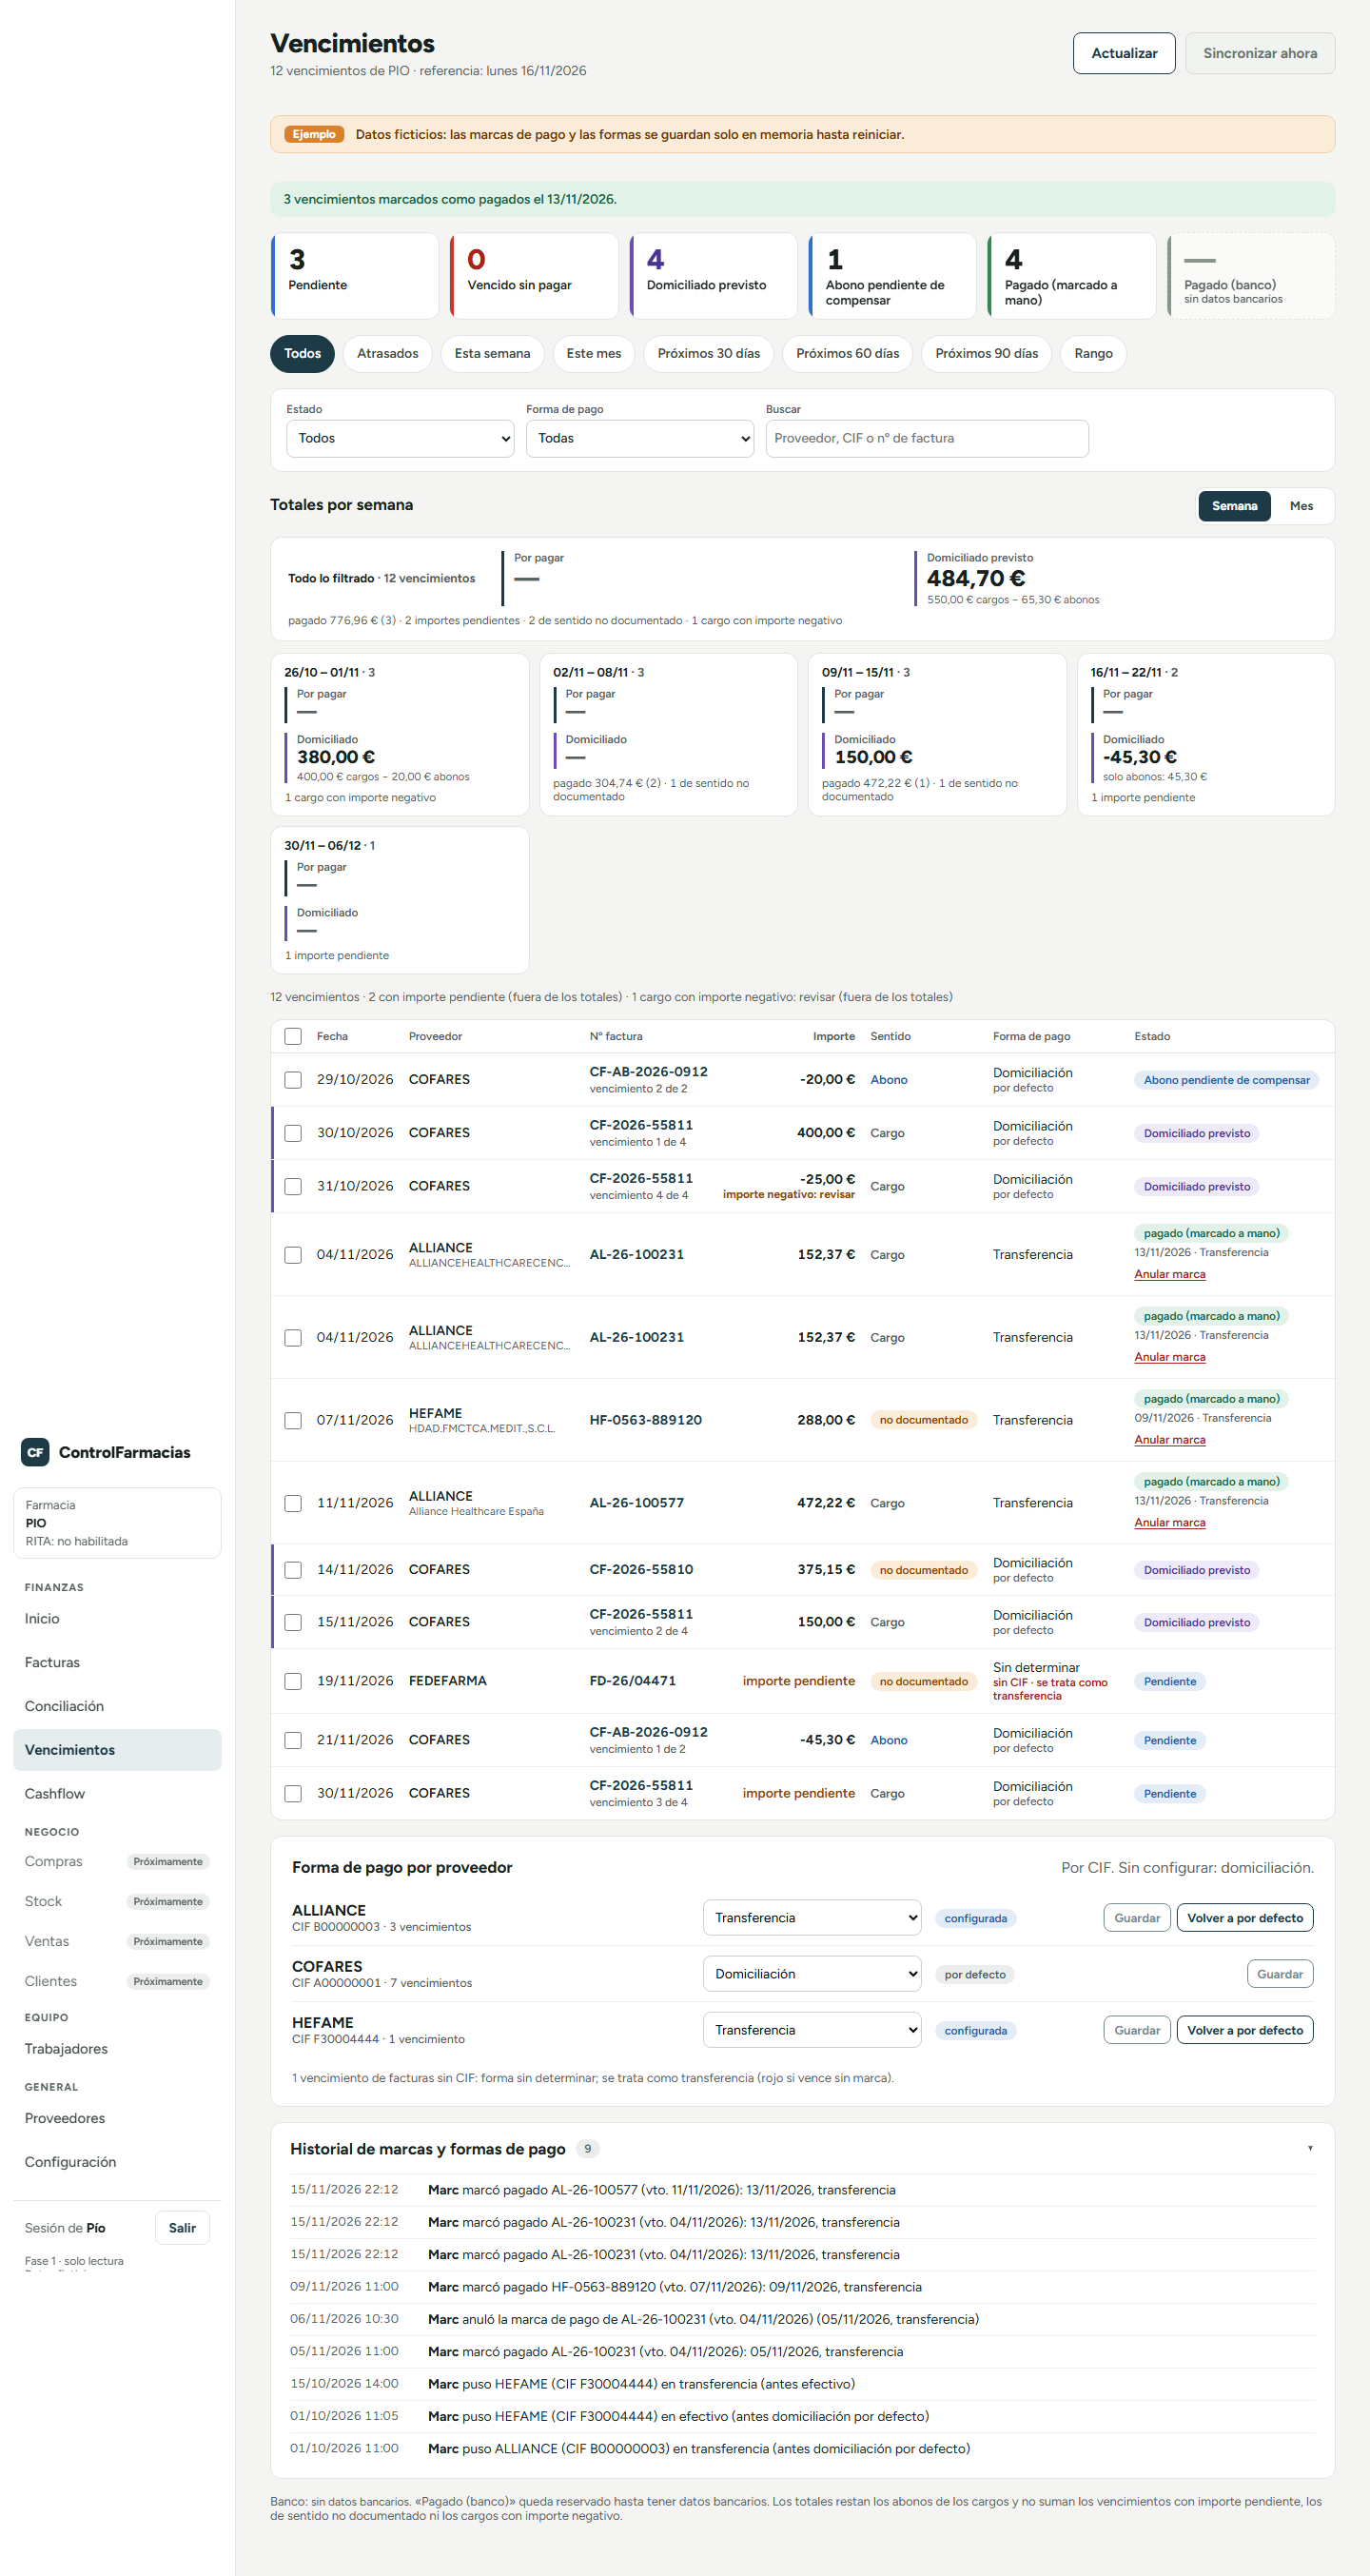 Vencimientos
12 vencimientos de PIO · referencia: lunes 16/11/2026
Actualizar
Sincronizar ahora
Ejemplo Datos ficticios: las marcas de pago y las formas se guardan solo en memoria hasta reiniciar.
3 vencimientos marcados como pagados el 13/11/2026.
3
Pendiente
0
Vencido sin pagar
4
Domiciliado previsto
1
Abono pendiente de
compensar
4
Pagado (marcado a
mano)
—
Pagado (banco)
sin datos bancarios
Todos
Atrasados
Esta semana
Este mes
Próximos 30 días
Próximos 60 días
Próximos 90 días
Rango
Estado
Todos
Forma de pago
Todas
Buscar
Proveedor, CIF o nº de factura
Totales por semana
Semana
Mes
Todo lo filtrado · 12 vencimientos
Por pagar
—
Domiciliado previsto
484,70 €
550,00 € cargos − 65,30 € abonos
pagado 776,96 € (3) · 2 importes pendientes · 2 de sentido no documentado · 1 cargo con importe negativo
26/10 – 01/11 · 3
Por pagar
—
Domiciliado
380,00 €
400,00 € cargos − 20,00 € abonos
1 cargo con importe negativo
02/11 – 08/11 · 3
Por pagar
—
Domiciliado
—
pagado 304,74 € (2) · 1 de sentido no
documentado
09/11 – 15/11 · 3
Por pagar
—
Domiciliado
150,00 €
pagado 472,22 € (1) · 1 de sentido no
documentado
16/11 – 22/11 · 2
Por pagar
—
Domiciliado
-45,30 €
solo abonos: 45,30 €
1 importe pendiente
30/11 – 06/12 · 1
Por pagar
—
Domiciliado
—
1 importe pendiente
12 vencimientos · 2 con importe pendiente (fuera de los totales) · 1 cargo con importe negativo: revisar (fuera de los totales)
Fecha Proveedor Nº factura Importe Sentido Forma de pago Estado
29/10/2026 COFARES CF-AB-2026-0912 -20,00 € Abono Domiciliación Abono pendiente de compensar
vencimiento 2 de 2 por defecto
30/10/2026 COFARES CF-2026-55811 400,00 € Cargo Domiciliación Domiciliado previsto
vencimiento 1 de 4 por defecto
31/10/2026 COFARES CF-2026-55811 -25,00 € Cargo Domiciliación Domiciliado previsto
vencimiento 4 de 4 importe negativo: revisar por defecto
04/11/2026 ALLIANCE AL-26-100231 152,37 € Cargo Transferencia pagado (marcado a mano)
ALLIANCEHEALTHCARECENC... 13/11/2026 · Transferencia
Anular marca
04/11/2026 ALLIANCE AL-26-100231 152,37 € Cargo Transferencia pagado (marcado a mano)
ALLIANCEHEALTHCARECENC... 13/11/2026 · Transferencia
Anular marca
07/11/2026 HEFAME HF-0563-889120 288,00 € no documentado Transferencia pagado (marcado a mano)
HDAD.FMCTCA.MEDIT.,S.C.L. 09/11/2026 · Transferencia
Anular marca
11/11/2026 ALLIANCE AL-26-100577 472,22 € Cargo Transferencia pagado (marcado a mano)
Alliance Healthcare España 13/11/2026 · Transferencia
Anular marca
14/11/2026 COFARES CF-2026-55810 375,15 € no documentado Domiciliación Domiciliado previsto
por defecto
15/11/2026 COFARES CF-2026-55811 150,00 € Cargo Domiciliación Domiciliado previsto
vencimiento 2 de 4 por defecto
19/11/2026 FEDEFARMA FD-26/04471 importe pendiente no documentado Sin determinar Pendiente
sin CIF · se trata como
transferencia
21/11/2026 COFARES CF-AB-2026-0912 -45,30 € Abono Domiciliación Pendiente
vencimiento 1 de 2 por defecto
30/11/2026 COFARES CF-2026-55811 importe pendiente Cargo Domiciliación Pendiente
vencimiento 3 de 4 por defecto
Forma de pago por proveedor
Por CIF. Sin configurar: domiciliación.
ALLIANCE
CIF B00000003 · 3 vencimientos
Transferencia configurada Guardar Volver a por defecto
COFARES
CIF A00000001 · 7 vencimientos
Domiciliación por defecto Guardar
HEFAME
CIF F30004444 · 1 vencimiento
Transferencia configurada Guardar Volver a por defecto
1 vencimiento de facturas sin CIF: forma sin determinar; se trata como transferencia (rojo si vence sin marca).
Historial de marcas y formas de pago 9
15/11/2026 22:12 Marc marcó pagado AL-26-100577 (vto. 11/11/2026): 13/11/2026, transferencia
15/11/2026 22:12 Marc marcó pagado AL-26-100231 (vto. 04/11/2026): 13/11/2026, transferencia
15/11/2026 22:12 Marc marcó pagado AL-26-100231 (vto. 04/11/2026): 13/11/2026, transferencia
09/11/2026 11:00 Marc marcó pagado HF-0563-889120 (vto. 07/11/2026): 09/11/2026, transferencia
06/11/2026 10:30 Marc anuló la marca de pago de AL-26-100231 (vto. 04/11/2026) (05/11/2026, transferencia)
05/11/2026 11:00 Marc marcó pagado AL-26-100231 (vto. 04/11/2026): 05/11/2026, transferencia
15/10/2026 14:00 Marc puso HEFAME (CIF F30004444) en transferencia (antes efectivo)
01/10/2026 11:05 Marc puso HEFAME (CIF F30004444) en efectivo (antes domiciliación por defecto)
01/10/2026 11:00 Marc puso ALLIANCE (CIF B00000003) en transferencia (antes domiciliación por defecto)
Banco: sin datos bancarios. «Pagado (banco)» queda reservado hasta tener datos bancarios. Los totales restan los abonos de los cargos y no suman los vencimientos con importe pendiente, los
de sentido no documentado ni los cargos con importe negativo.
CF ControlFarmacias
Farmacia
PIO
RITA: no habilitada
FINANZAS
Inicio
Facturas
Conciliación
Vencimientos
Cashflow
NEGOCIO
Compras Próximamente
Stock Próximamente
Ventas Próximamente
Clientes Próximamente
EQUIPO
Trabajadores
GENERAL
Proveedores
Configuración
Sesión de Pío
Salir
Fase 1 · solo lectura